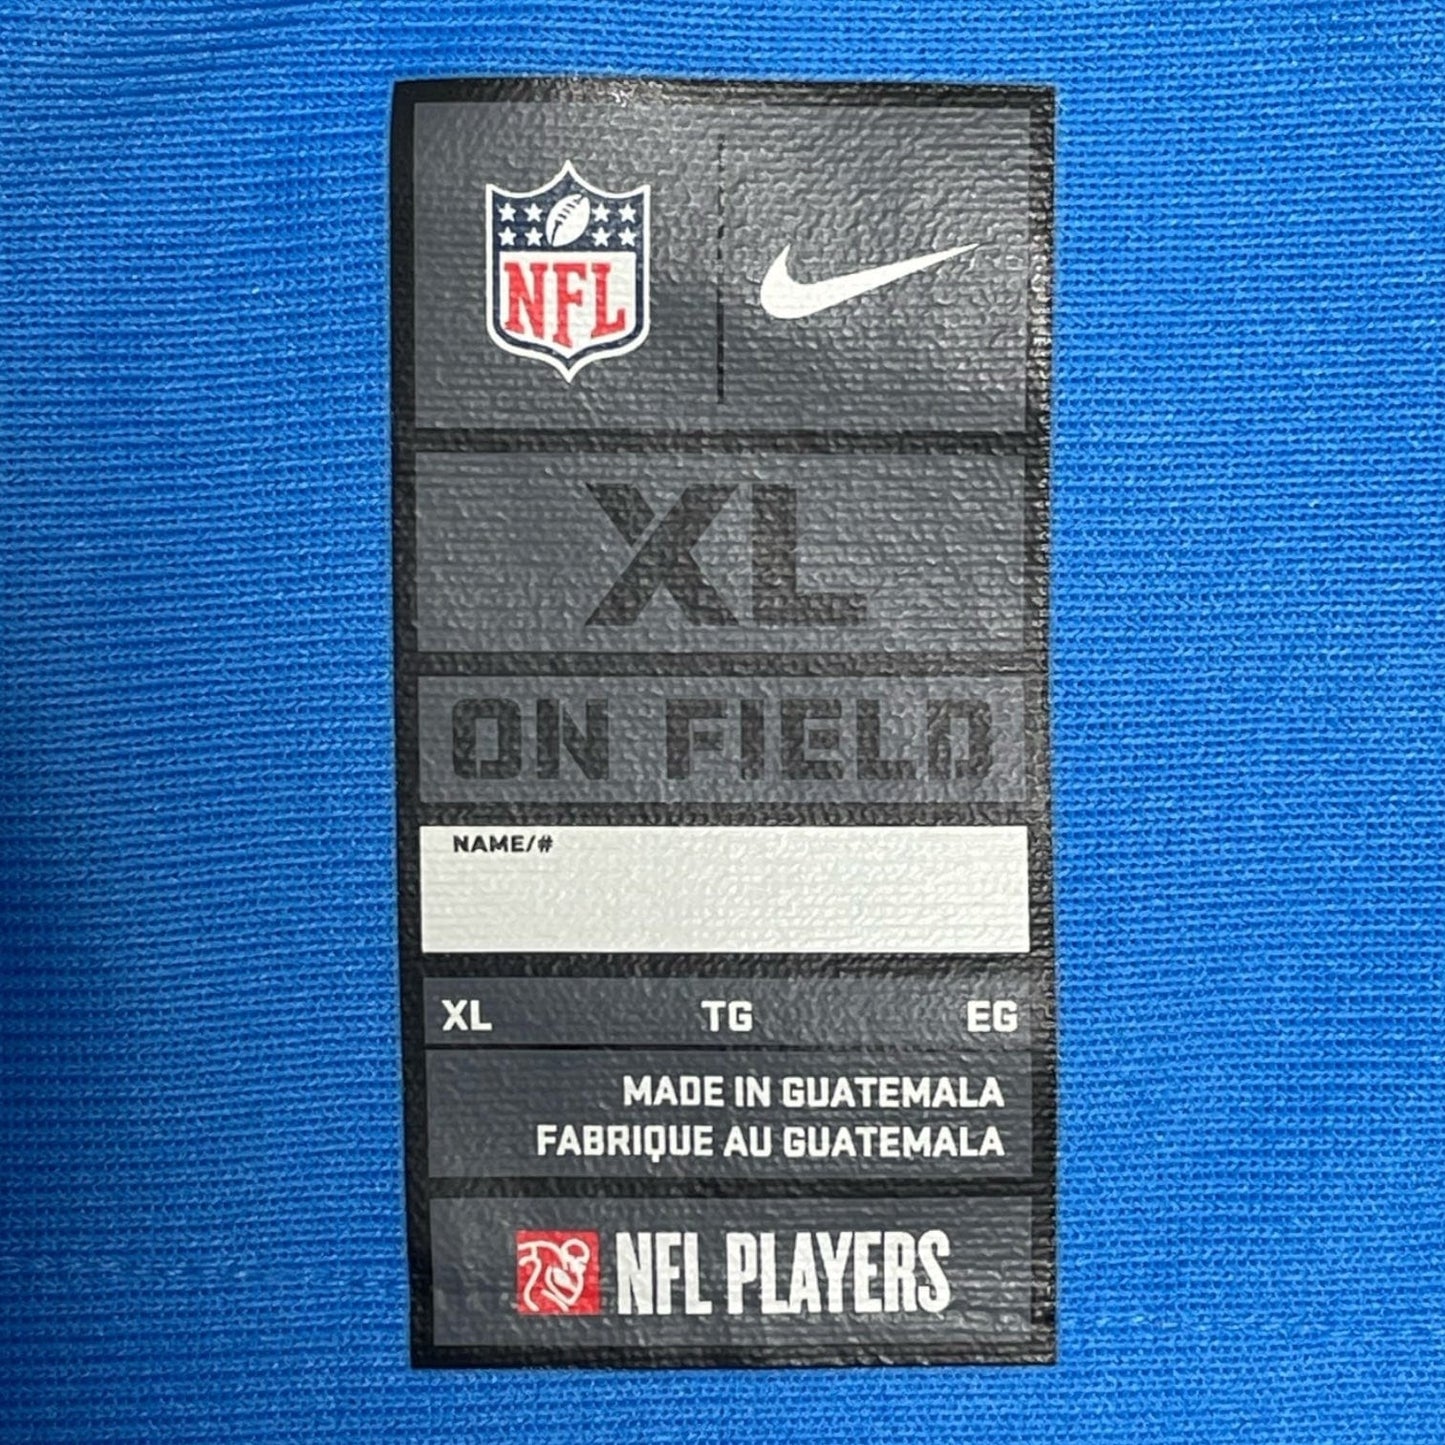 NFL
XL
ON FIELD
NAME/#
XL TG EG
MADE IN GUATEMALA
FABRIQUE AU GUATEMALA
NFL PLAYERS